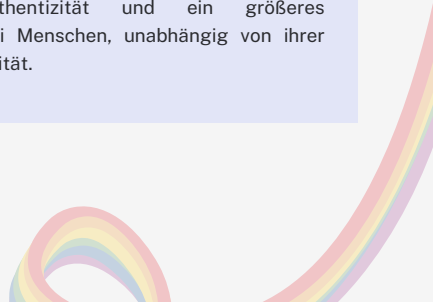 thentizität und ein größeres
i Menschen, unabhängig von ihrer
ität.